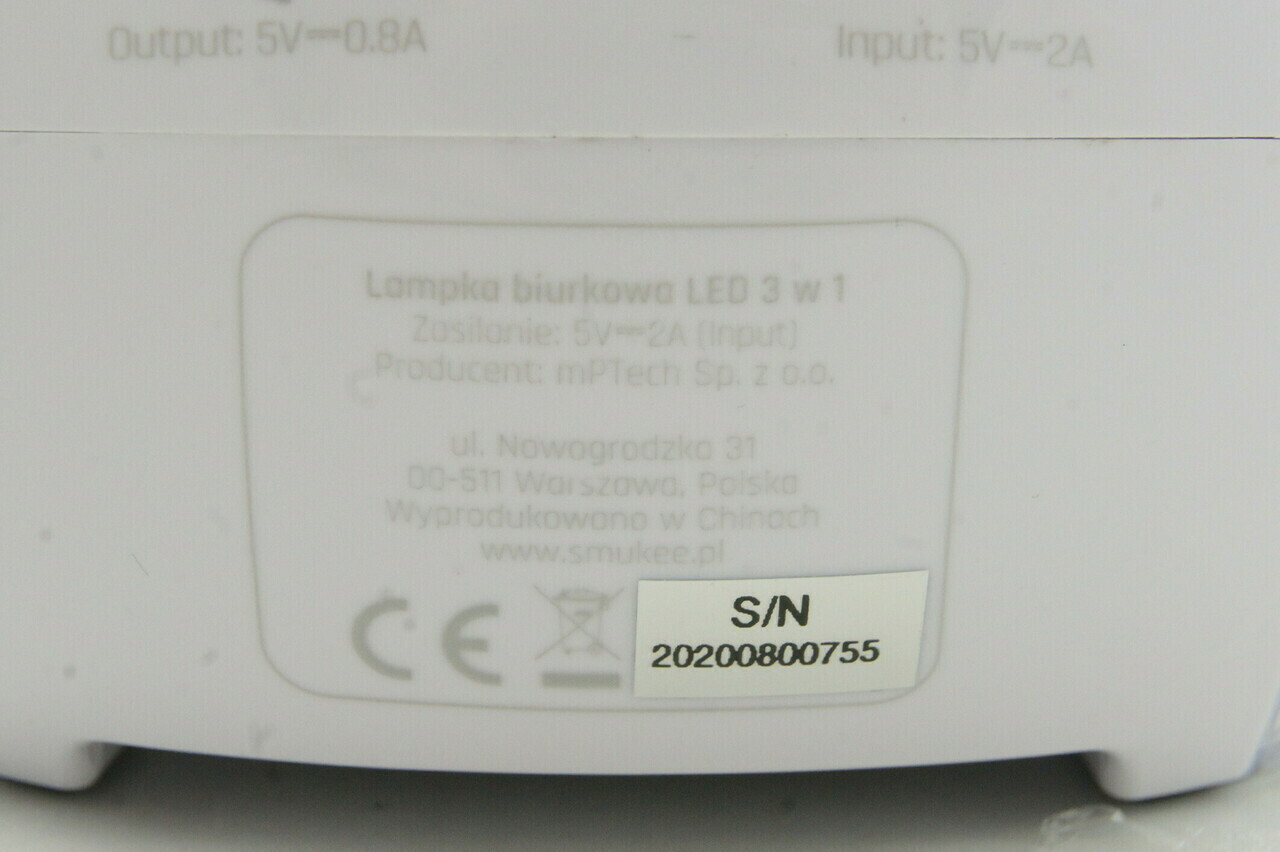 Output: 5V⎓0.8A
Input: 5V⎓2A
Lampka biurkowa LED 3 w 1
Zasilanie: 5V⎓2A (Input)
Producent: mPTech Sp. z o.o.
ul. Nowogrodzka 31
00-511 Warszawa, Polska
Wyprodukowano w Chinach
www.smukee.pl
CE
S/N
20200800755